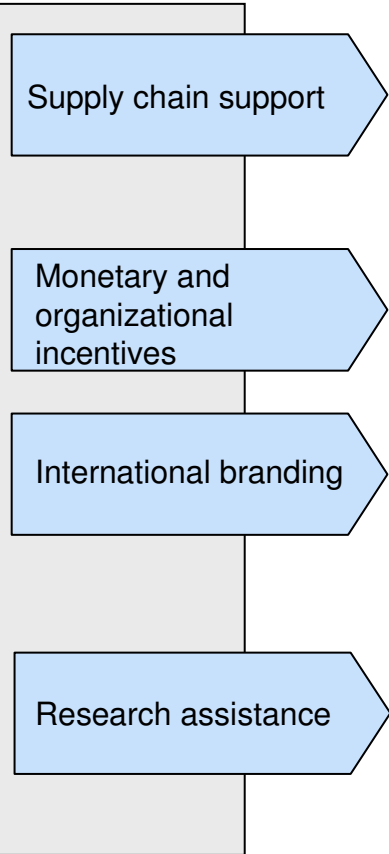 Supply chain support
Monetary and
organizational
incentives
International branding
Research assistance